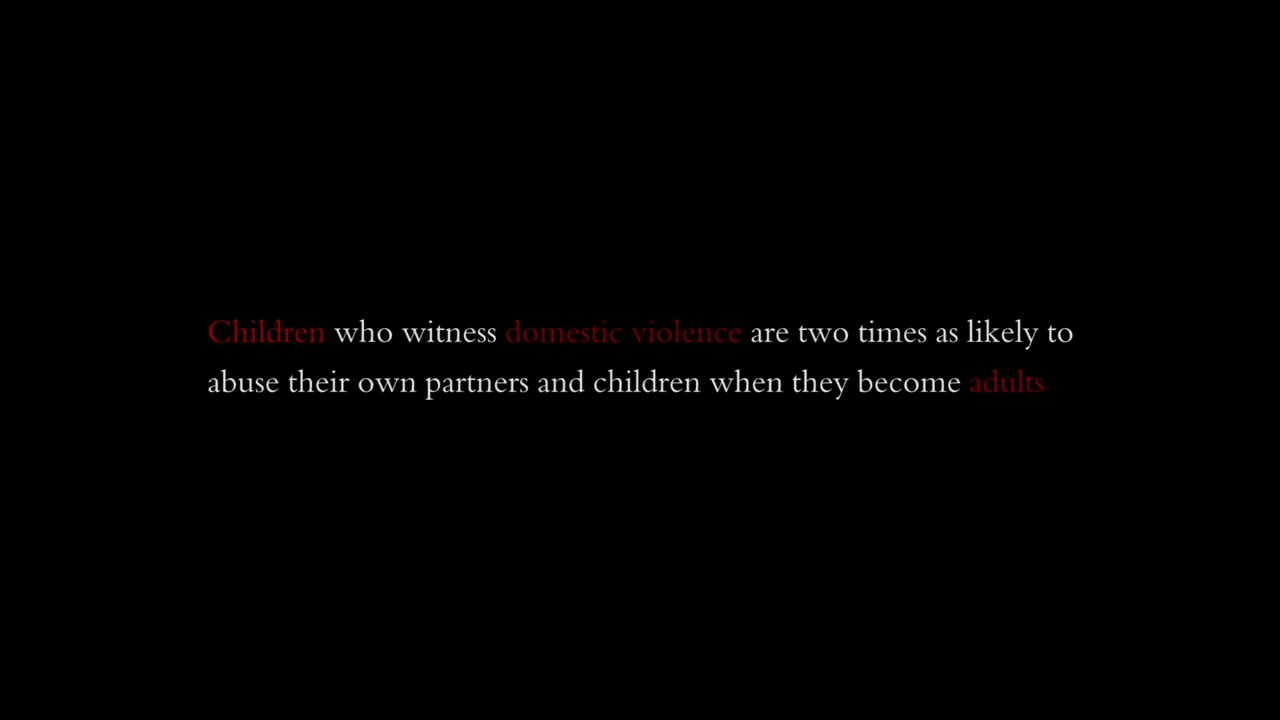 Children who witness domestic violence are two times as likely to
abuse their own partners and children when they become adults